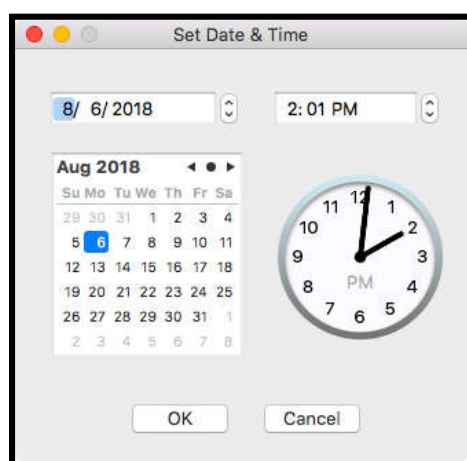 Set Date & Time
8/ 6/ 2018
2: 01 PM
Aug 2018
Su Mo Tu We Th Fr Sa
29 30 31 1 2 3 4
5 6 7 8 9 10 11
12 13 14 15 16 17 18
19 20 21 22 23 24 25
26 27 28 29 30 31 1
2 3 4 5 6 7 8
12
11 1
10 2
9 3
PM
8 4
7 5
6
OK Cancel